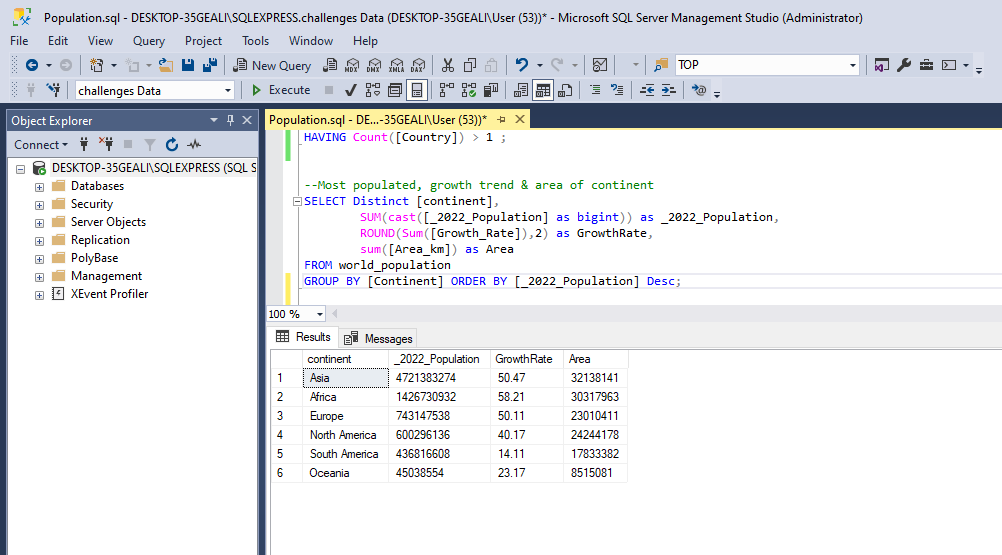 Population.sql - DESKTOP-35GEALI\SQLEXPRESS.challenges Data (DESKTOP-35GEALI\User (53))* - Microsoft SQL Server Management Studio (Administrator)
File Edit View Query Project Tools Window Help
New Query MDX DMX XMLA DAX TOP
challenges Data Execute
Object Explorer
Connect
DESKTOP-35GEALI\SQLEXPRESS (SQL S
Databases
Security
Server Objects
Replication
PolyBase
Management
XEvent Profiler
Population.sql - DE...-35GEALI\User (53))*
HAVING Count([Country]) > 1 ;
--Most populated, growth trend & area of continent
SELECT Distinct [continent],
SUM(cast([_2022_Population] as bigint)) as _2022_Population,
ROUND(Sum([Growth_Rate]),2) as GrowthRate,
sum([Area_km]) as Area
FROM world_population
GROUP BY [Continent] ORDER BY [_2022_Population] Desc;
100 %
Results Messages
continent _2022_Population GrowthRate Area
1 Asia 4721383274 50.47 32138141
2 Africa 1426730932 58.21 30317963
3 Europe 743147538 50.11 23010411
4 North America 600296136 40.17 24244178
5 South America 436816608 14.11 17833382
6 Oceania 45038554 23.17 8515081